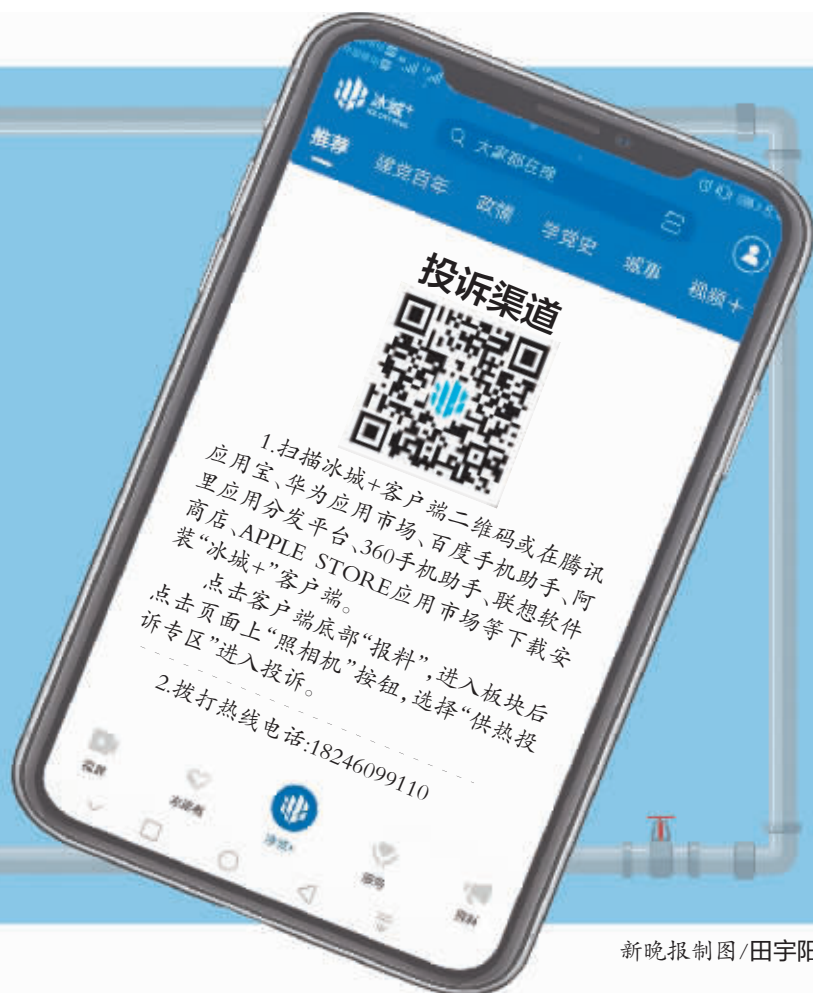 冰城+
大家都在搜
推荐 建党百年 政情 学党史 城事 视频+
投诉渠道
1.扫描冰城+客户端二维码或在腾讯
应用宝、华为应用市场、百度手机助手、阿
里应用分发平台、360手机助手、联想软件
商店、APPLE STORE应用市场等下载安
装“冰城+”客户端。
点击客户端底部“报料”,进入板块后
点击页面上“照相机”按钮,选择“供热投
诉专区”进入投诉。
2.拨打热线电话:18246099110
冰城+
新晚报制图/田宇阳